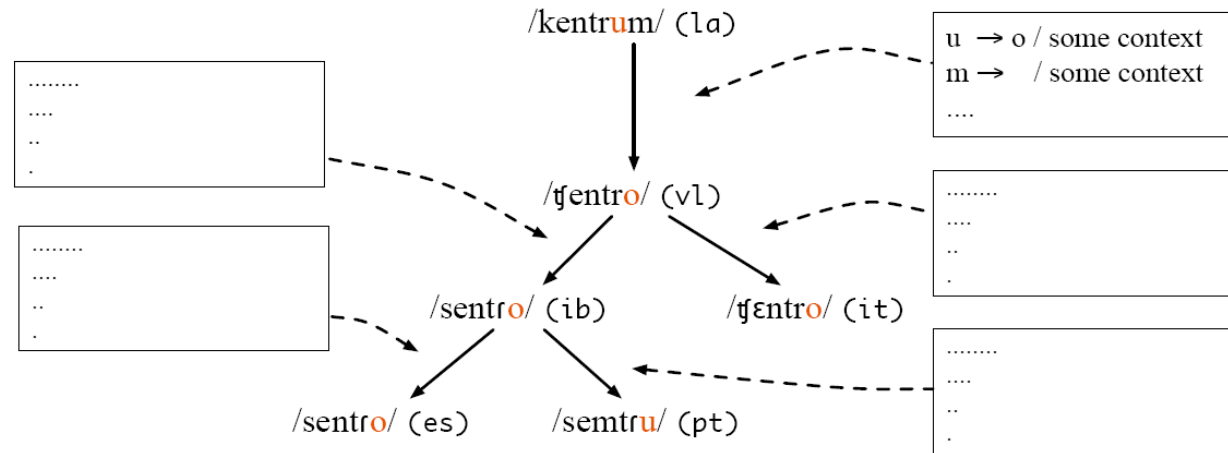 /kentrum/ (la)
u → o / some context
m → / some context
....
........
....
..
.
/ʧentro/ (vl)
........
....
..
.
........
....
..
.
/sentɾo/ (ib)
/ʧɛntro/ (it)
........
....
..
.
/sentɾo/ (es)
/semtɾu/ (pt)